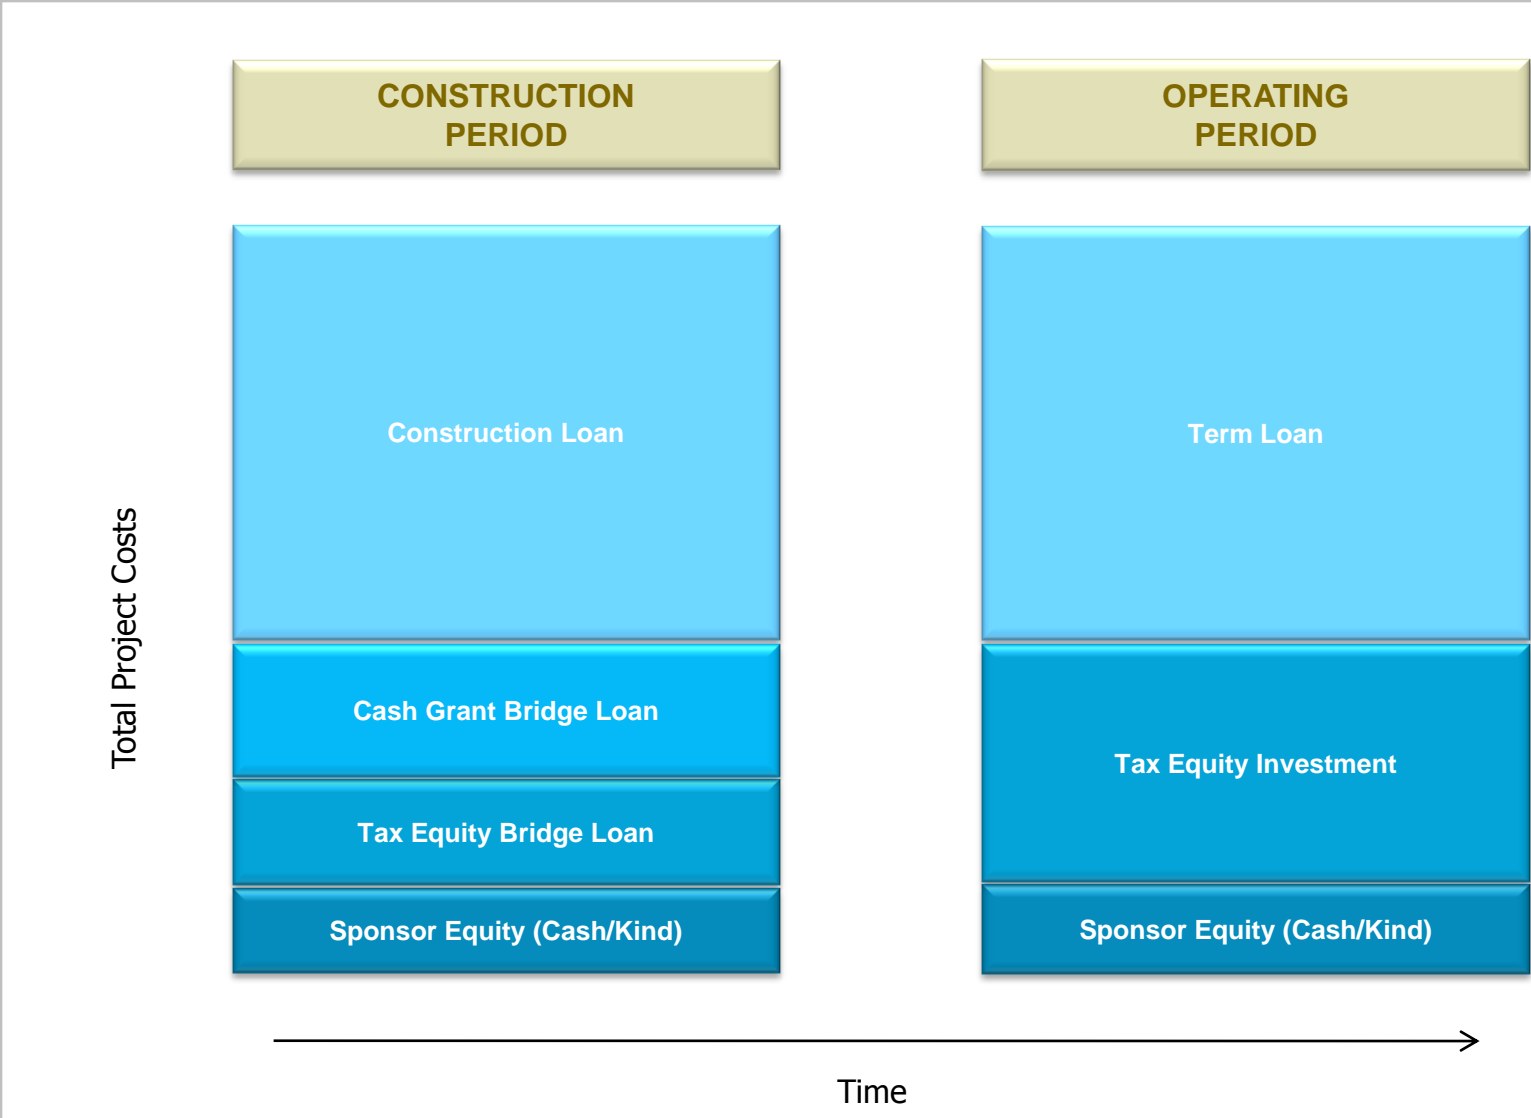 CONSTRUCTION
PERIOD
OPERATING
PERIOD
Construction Loan
Term Loan
Total Project Costs
Cash Grant Bridge Loan
Tax Equity Investment
Tax Equity Bridge Loan
Sponsor Equity (Cash/Kind)
Sponsor Equity (Cash/Kind)
Time